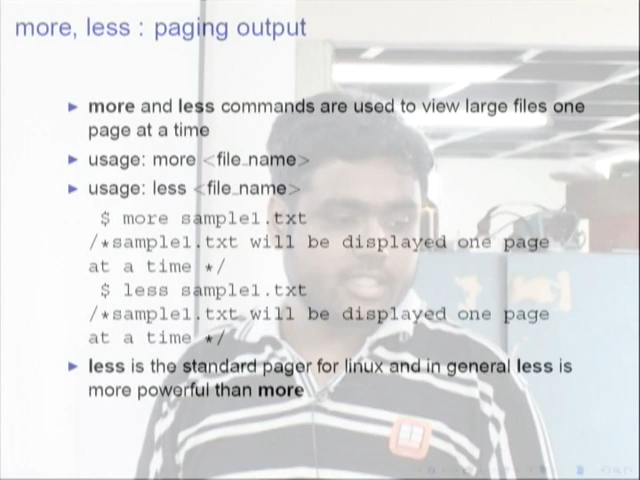 more, less : paging output
more and less commands are used to view large files one
page at a time
usage: more <file_name>
usage: less <file_name>
$ more sample1.txt
/*sample1.txt will be displayed one page
at a time */
$ less sample1.txt
/*sample1.txt will be displayed one page
at a time */
less is the standard pager for linux and in general less is
more powerful than more